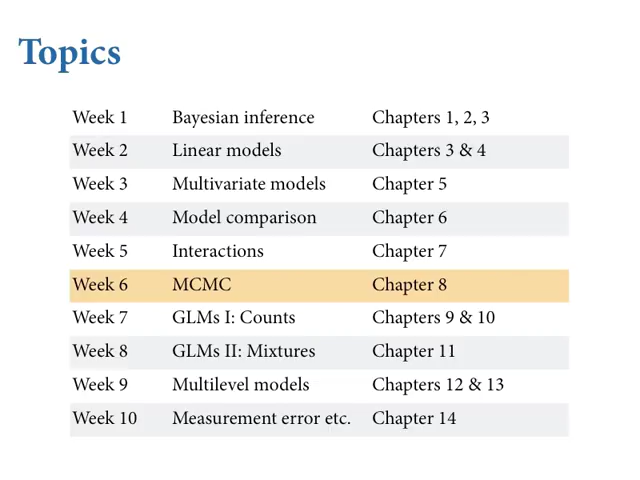 Topics
Week 1 Bayesian inference Chapters 1, 2, 3
Week 2 Linear models Chapters 3 & 4
Week 3 Multivariate models Chapter 5
Week 4 Model comparison Chapter 6
Week 5 Interactions Chapter 7
Week 6 MCMC Chapter 8
Week 7 GLMs I: Counts Chapters 9 & 10
Week 8 GLMs II: Mixtures Chapter 11
Week 9 Multilevel models Chapters 12 & 13
Week 10 Measurement error etc. Chapter 14